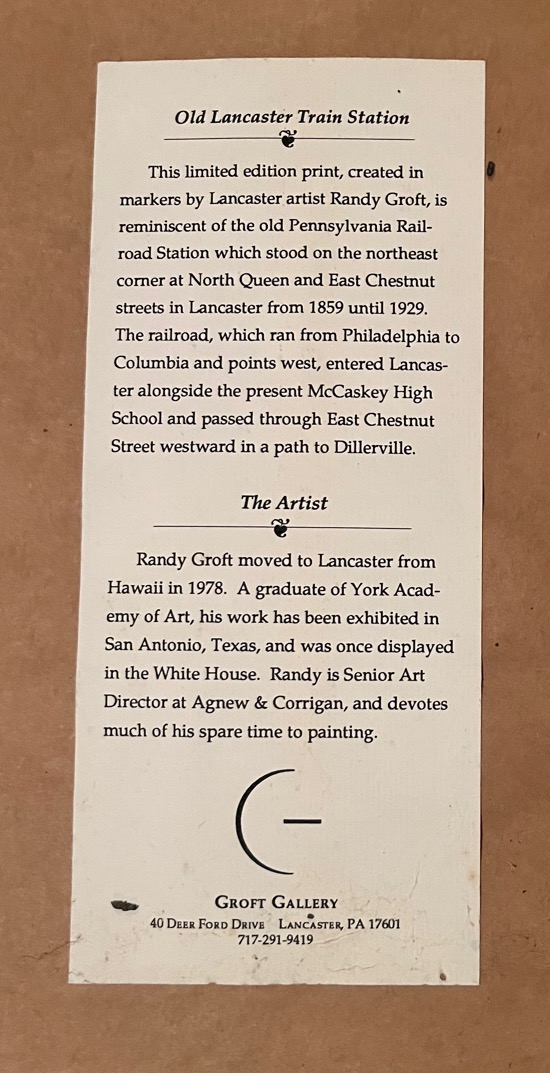 Old Lancaster Train Station
This limited edition print, created in
markers by Lancaster artist Randy Groft, is
reminiscent of the old Pennsylvania Rail-
road Station which stood on the northeast
corner at North Queen and East Chestnut
streets in Lancaster from 1859 until 1929.
The railroad, which ran from Philadelphia to
Columbia and points west, entered Lancas-
ter alongside the present McCaskey High
School and passed through East Chestnut
Street westward in a path to Dillerville.
The Artist
Randy Groft moved to Lancaster from
Hawaii in 1978. A graduate of York Acad-
emy of Art, his work has been exhibited in
San Antonio, Texas, and was once displayed
in the White House. Randy is Senior Art
Director at Agnew & Corrigan, and devotes
much of his spare time to painting.
GROFT GALLERY
40 DEER FORD DRIVE LANCASTER, PA 17601
717-291-9419